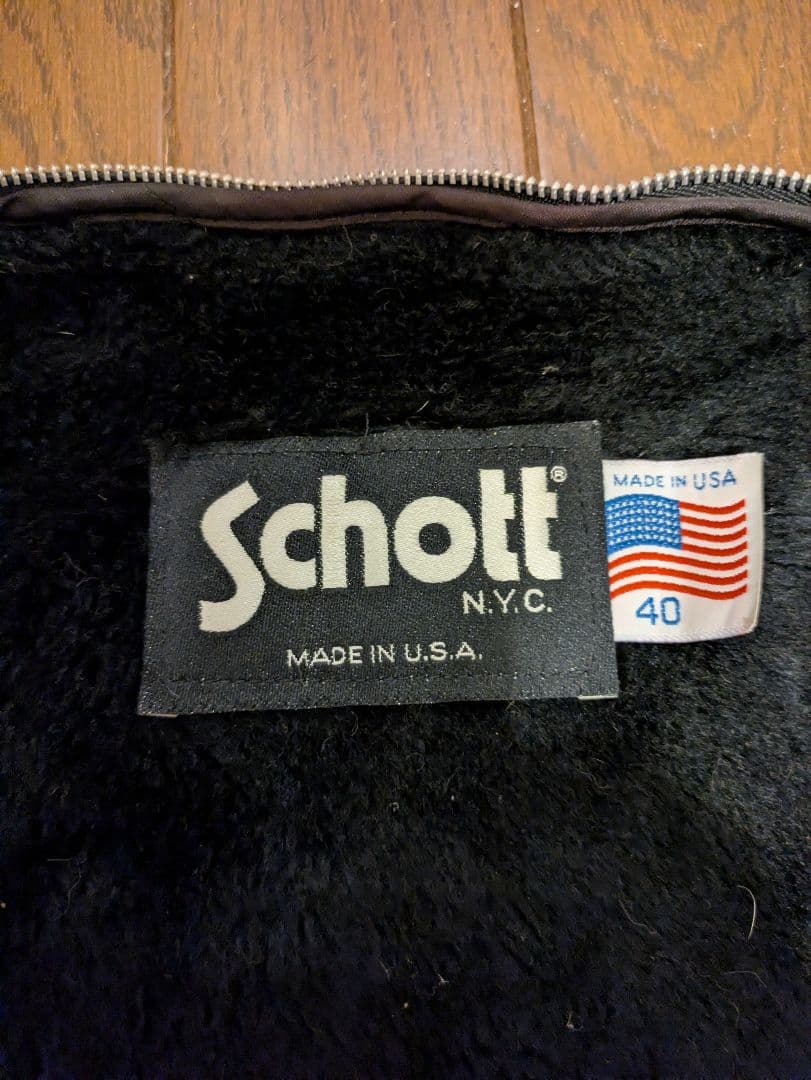 Schott®
N.Y.C.
MADE IN U.S.A.
MADE IN USA
40